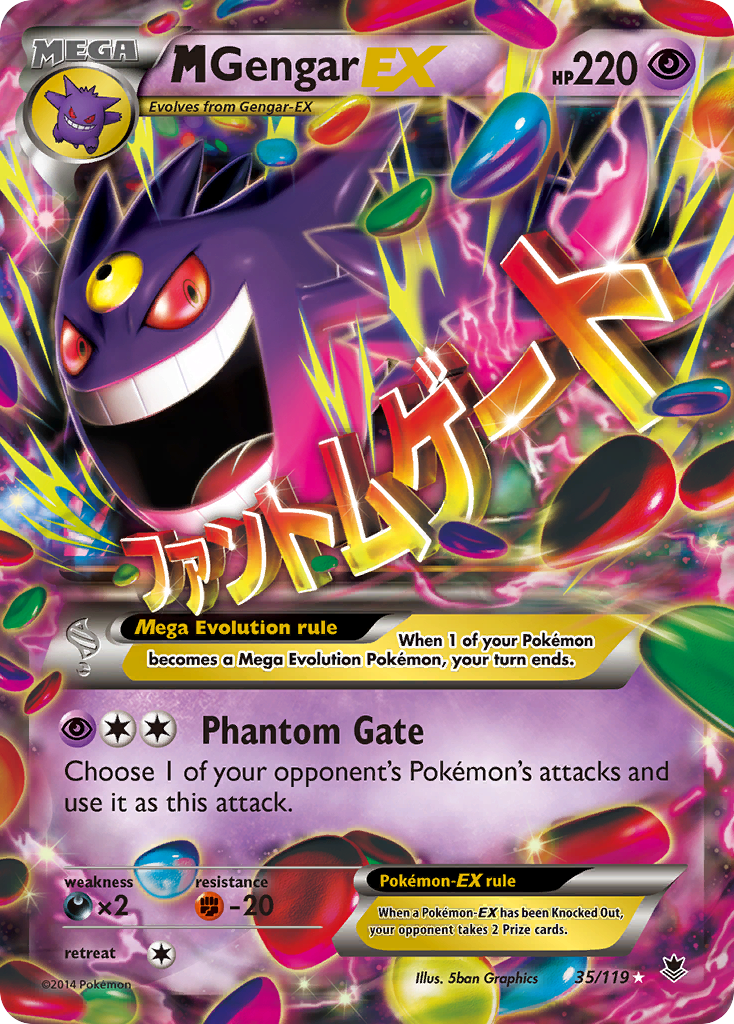 MEGA
MGengarEX
HP220
Evolves from Gengar-EX
ファントムゲート
Mega Evolution rule
When 1 of your Pokémon
becomes a Mega Evolution Pokémon, your turn ends.
Phantom Gate
Choose 1 of your opponent's Pokémon's attacks and
use it as this attack.
weakness
×2
resistance
-20
Pokémon-EX rule
When a Pokémon-EX has been Knocked Out,
your opponent takes 2 Prize cards.
retreat
©2014 Pokémon
Illus. 5ban Graphics
35/119